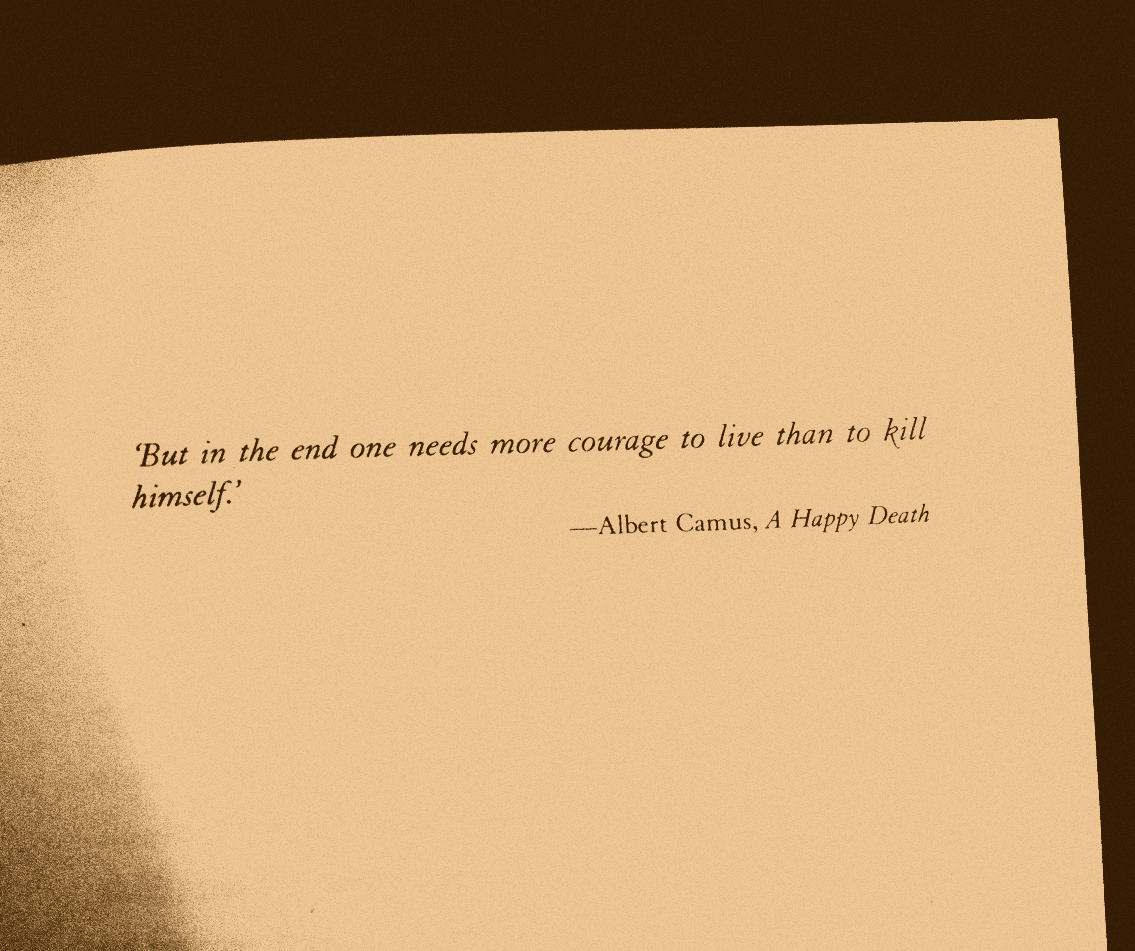 ‘But in the end one needs more courage to live than to kill
himself.’
—Albert Camus, A Happy Death